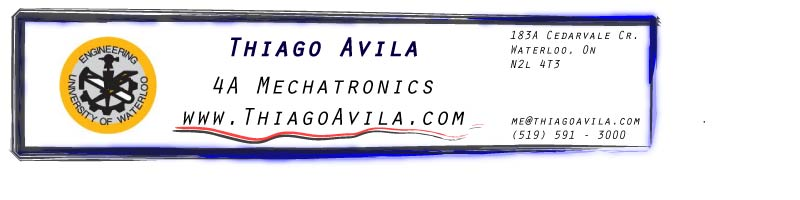 ENGINEERING
UNIVERSITY OF WATERLOO
Thiago Avila
4A Mechatronics
www.ThiagoAvila.com
183A Cedarvale Cr.
Waterloo, On
N2L 4T3
me@thiagoavila.com
(519) 591 - 3000